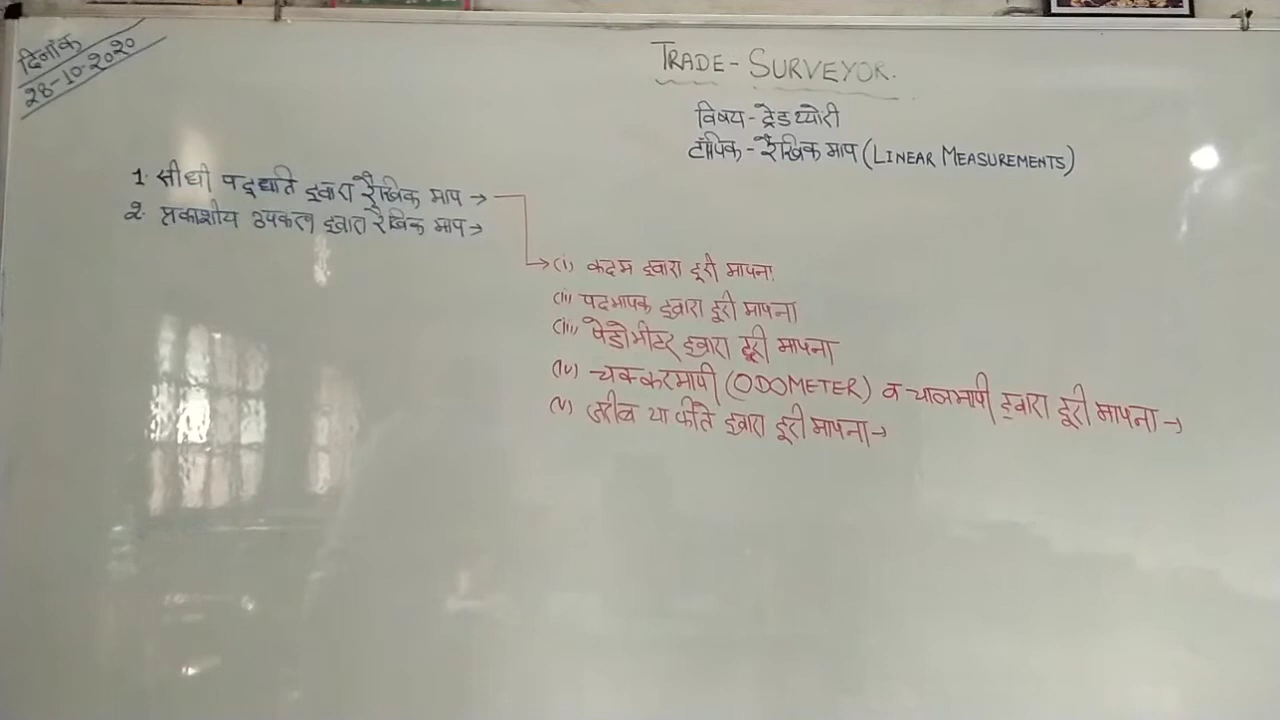 दिनांक
28-10-2020
TRADE - SURVEYOR.
विषय - ट्रेड थ्योरी
टॉपिक - रैखिक माप (LINEAR MEASUREMENTS)
1. सीधी पद्धति द्वारा रैखिक माप →
2. प्रकाशीय उपकरण द्वारा रैखिक माप →
(i) कदम द्वारा दूरी मापना.
(ii) पदमापक द्वारा दूरी मापना
(iii) पेडोमीटर द्वारा दूरी मापना
(iv) चक्करमापी (ODOMETER) व चालमापी द्वारा दूरी मापना →
(v) जरीब या फीते द्वारा दूरी मापना →